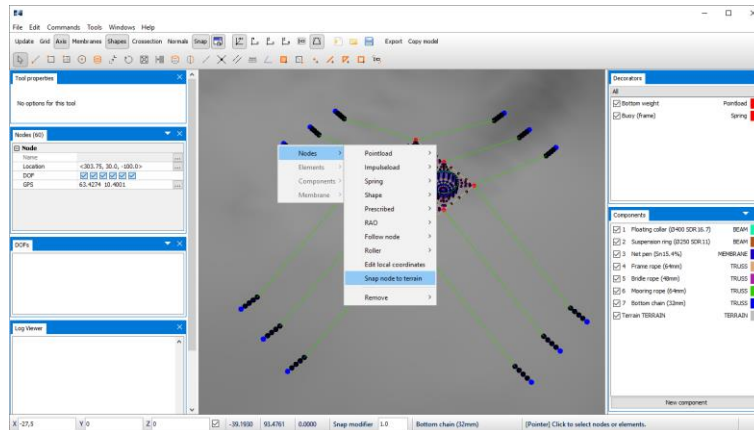 File Edit Commands Tools Windows Help
Update Grid Axis Membranes Shapes Crossection Normals Snap Export Copy model
Tool properties
No options for this tool
Nodes (60)
Node
Name
Location <303.75, 30.0, -100.0>
DOF
GPS 63.4274 10.4001
DOFs
Log Viewer
Nodes
Elements
Components
Membrane
Pointload
Impulseload
Spring
Shape
Prescribed
RAO
Follow node
Roller
Edit local coordinates
Snap node to terrain
Remove
Decorators
All
Bottom weight Pointload
Buoy (frame) Spring
Components
1 Floating collar (Ø400 SDR16.7) BEAM
2 Suspension ring (Ø250 SDR11) BEAM
3 Net pen (Sn15.4%) MEMBRANE
4 Frame rope (64mm) TRUSS
5 Bridle rope (48mm) TRUSS
6 Mooring rope (64mm) TRUSS
7 Bottom chain (32mm) TRUSS
Terrain TERRAIN TERRAIN
New component
X -27,5 Y 0 Z 0 -39.1930 93.4761 0.0000 Snap modifier 1.0 Bottom chain (32mm) [Pointer] Click to select nodes or elements.